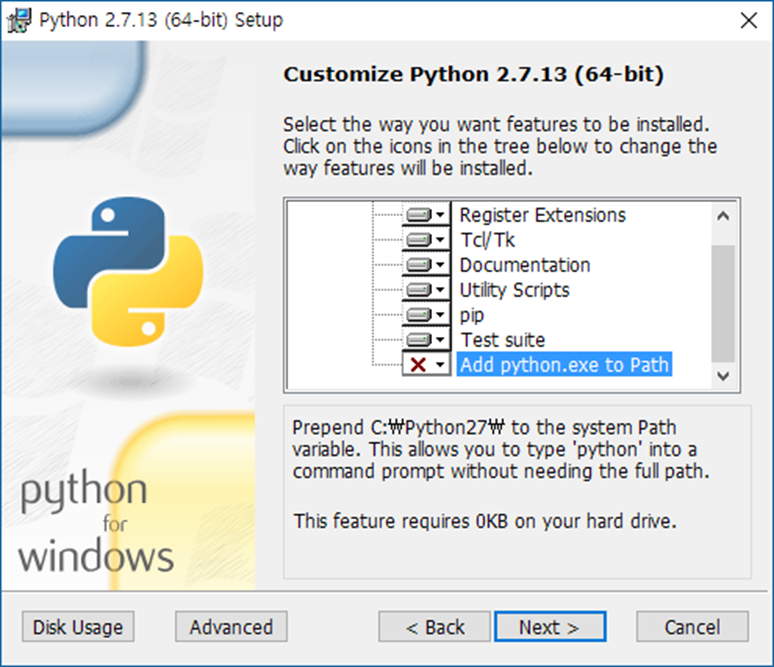 Python 2.7.13 (64-bit) Setup
Customize Python 2.7.13 (64-bit)
Select the way you want features to be installed.
Click on the icons in the tree below to change the
way features will be installed.
Register Extensions
Tcl/Tk
Documentation
Utility Scripts
pip
Test suite
Add python.exe to Path
Prepend C:₩Python27₩ to the system Path
variable. This allows you to type 'python' into a
command prompt without needing the full path.
This feature requires 0KB on your hard drive.
python
for
windows
Disk Usage
Advanced
< Back
Next >
Cancel